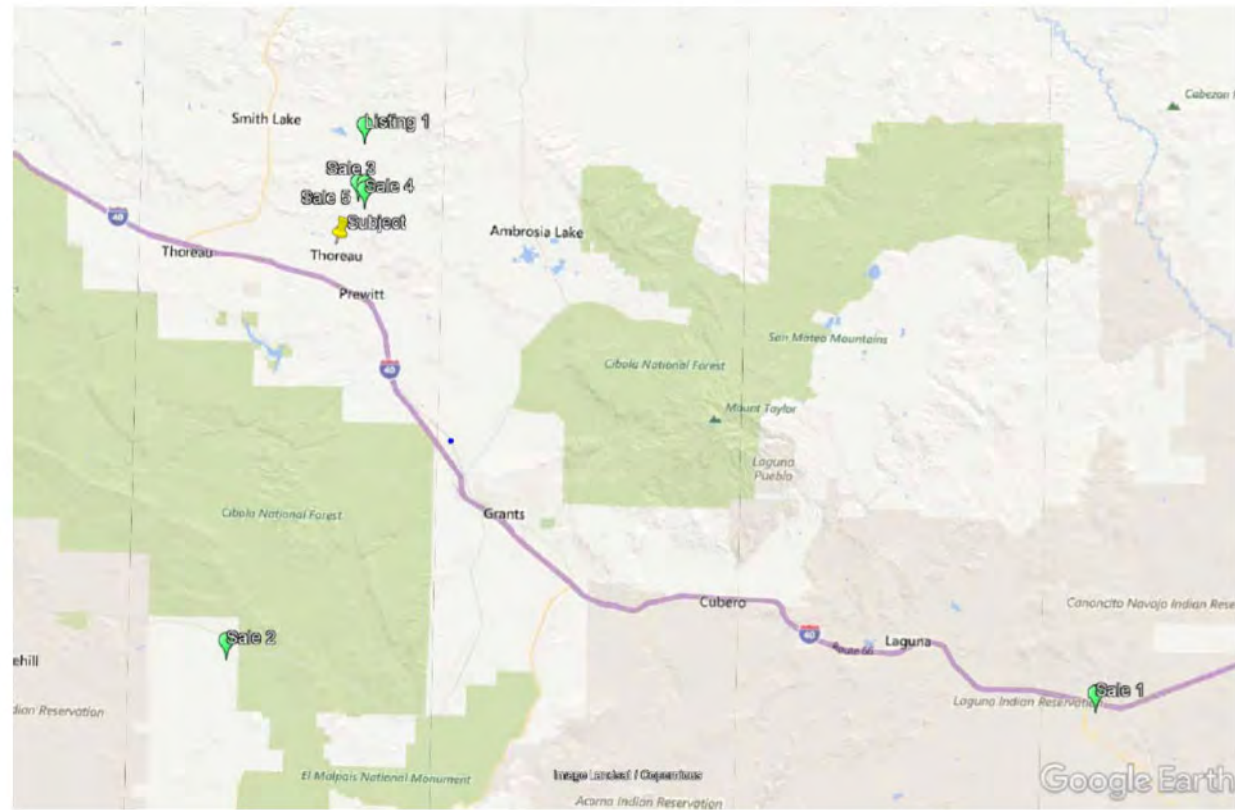 Cabezon
Smith Lake
Listing 1
Sale 3
Sale 4
Sale 5
Subject
Ambrosia Lake
40
Thoreau
Thoreau
Prewitt
San Mateo Mountains
Cibola National Forest
40
Mount Taylor
Laguna
Pueblo
Cibola National Forest
Grants
Cubero
Canoncito Navajo Indian Rese
40
Sale 2
Laguna
Route 66
ehill
Sale 1
Laguna Indian Reservation
dian Reservation
El Malpais National Monument
Image Landsat / Copernicus
Google Earth
Acoma Indian Reservation